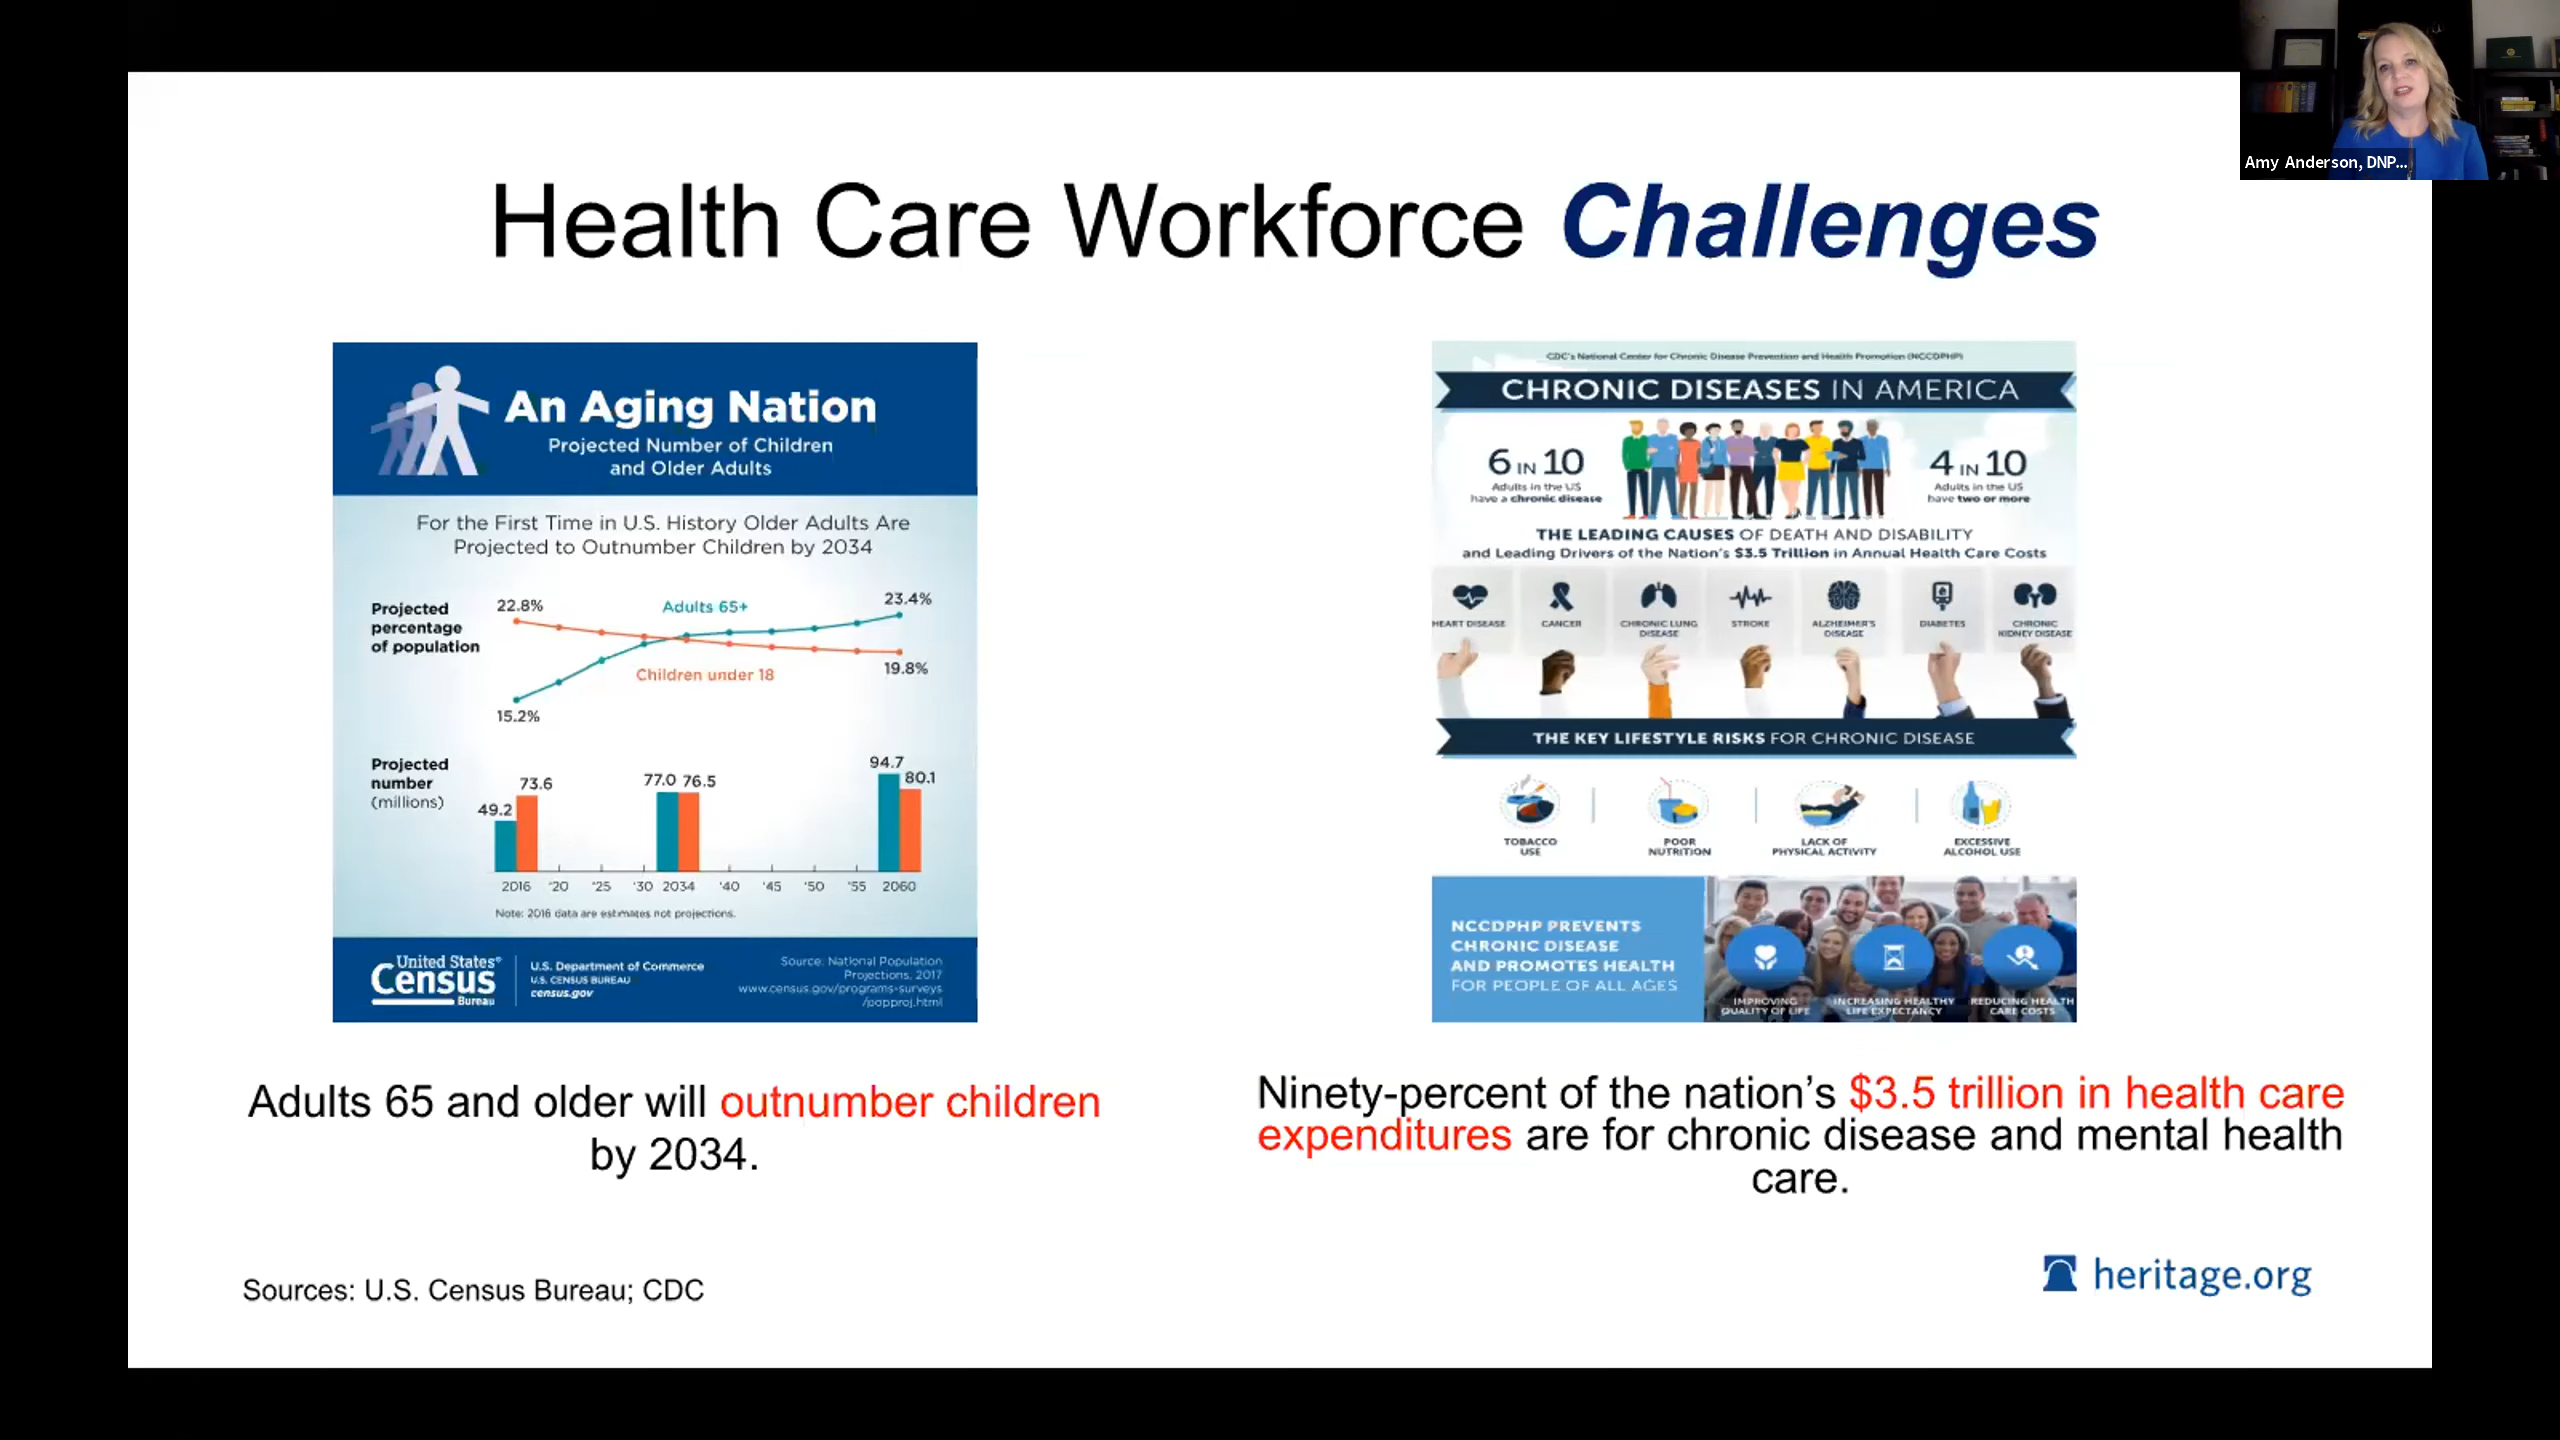 Amy Anderson, DNP...
Health Care Workforce Challenges
An Aging Nation
Projected Number of Children
and Older Adults
For the First Time in U.S. History Older Adults Are
Projected to Outnumber Children by 2034
Projected
percentage
of population
22.8%
Adults 65+
23.4%
Children under 18
19.8%
15.2%
Projected
number
(millions)
49.2
73.6
77.0 76.5
94.7
80.1
2016 '20 '25 '30 2034 '40 '45 '50 '55 2060
Note: 2016 data are estimates not projections.
United States®
Census
Bureau
U.S. Department of Commerce
U.S. CENSUS BUREAU
census.gov
Source: National Population
Projections, 2017
www.census.gov/programs-surveys
/popproj.html
Adults 65 and older will outnumber children
by 2034.
CDC's National Center for Chronic Disease Prevention and Health Promotion (NCCDPHP)
CHRONIC DISEASES IN AMERICA
6 IN 10
Adults in the US
have a chronic disease
4 IN 10
Adults in the US
have two or more
THE LEADING CAUSES OF DEATH AND DISABILITY
and Leading Drivers of the Nation's $3.5 Trillion in Annual Health Care Costs
HEART DISEASE
CANCER
CHRONIC LUNG
DISEASE
STROKE
ALZHEIMER'S
DISEASE
DIABETES
CHRONIC
KIDNEY DISEASE
THE KEY LIFESTYLE RISKS FOR CHRONIC DISEASE
TOBACCO
USE
POOR
NUTRITION
LACK OF
PHYSICAL ACTIVITY
EXCESSIVE
ALCOHOL USE
NCCDPHP PREVENTS
CHRONIC DISEASE
AND PROMOTES HEALTH
FOR PEOPLE OF ALL AGES
IMPROVING
QUALITY OF LIFE
INCREASING HEALTHY
LIFE EXPECTANCY
REDUCING HEALTH
CARE COSTS
Ninety-percent of the nation’s $3.5 trillion in health care
expenditures are for chronic disease and mental health
care.
Sources: U.S. Census Bureau; CDC
heritage.org